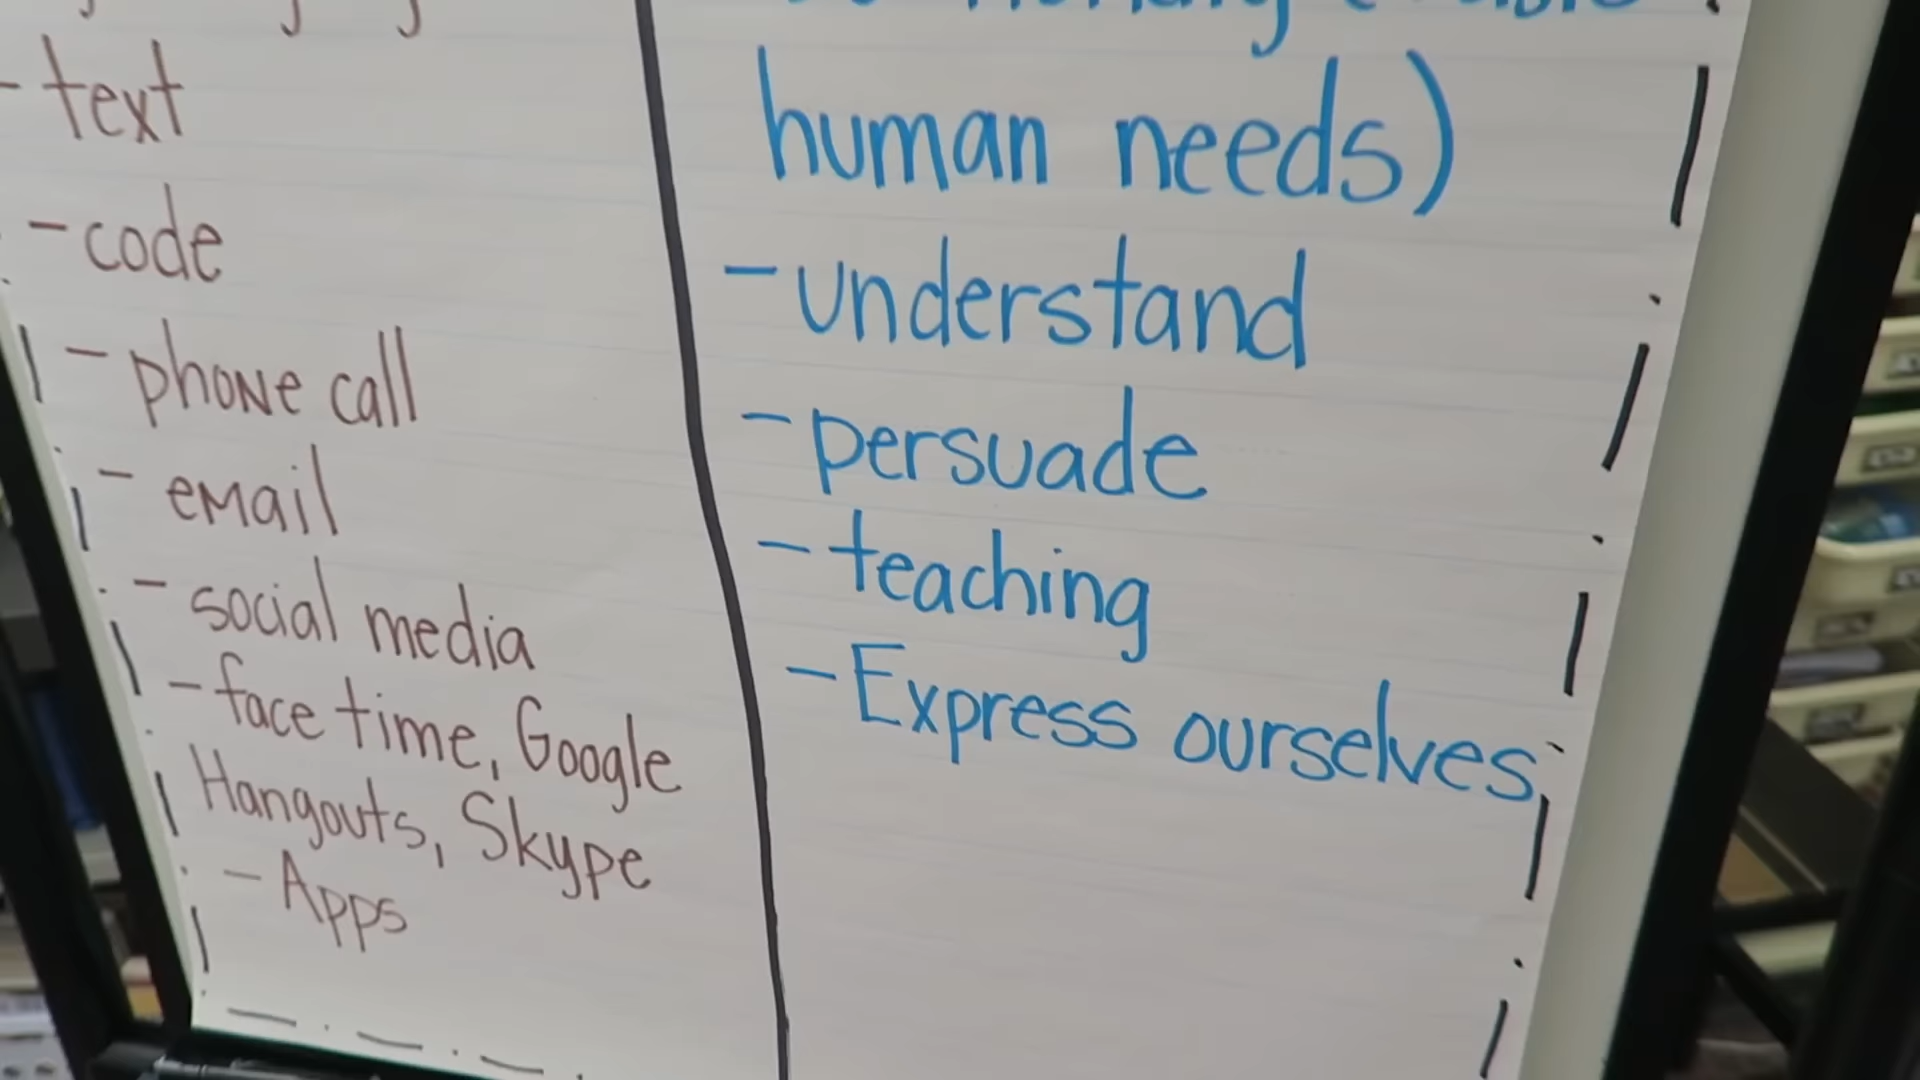 - text
- code
- phone call
- email
- social media
- face time, Google
Hangouts, Skype
- Apps
human needs)
- understand
- persuade
- teaching
- Express ourselves